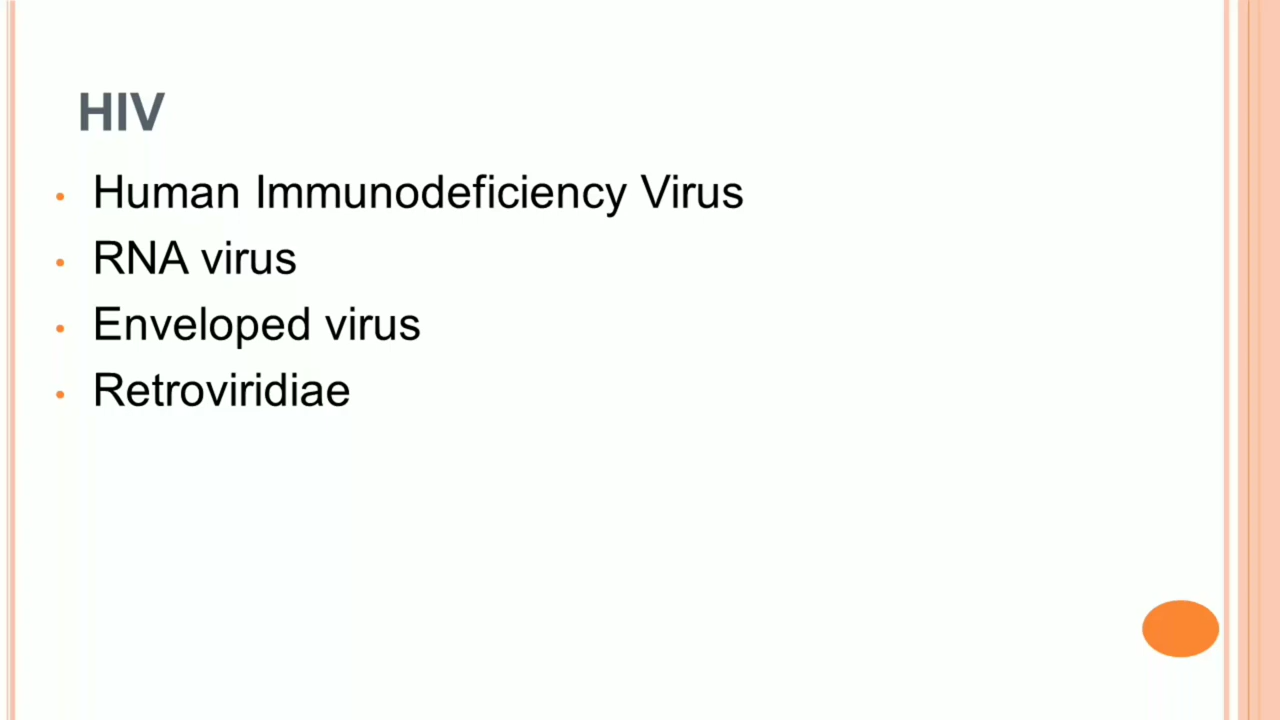 HIV
• Human Immunodeficiency Virus
• RNA virus
• Enveloped virus
• Retroviridiae